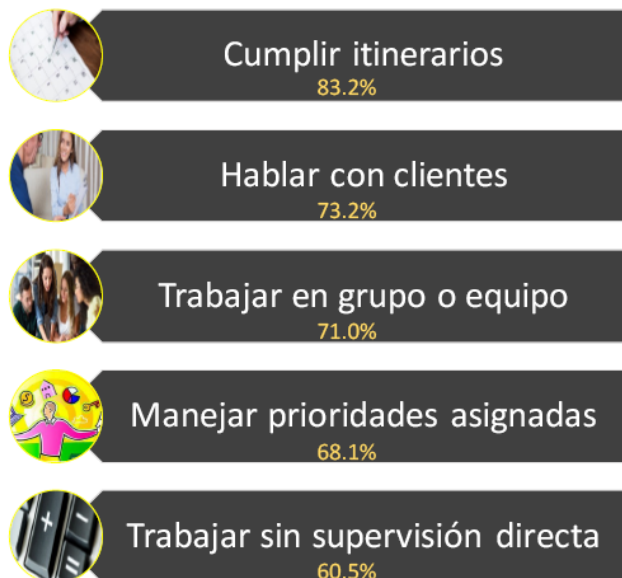 Cumplir itinerarios
83.2%
Hablar con clientes
73.2%
Trabajar en grupo o equipo
71.0%
Manejar prioridades asignadas
68.1%
Trabajar sin supervisión directa
60.5%